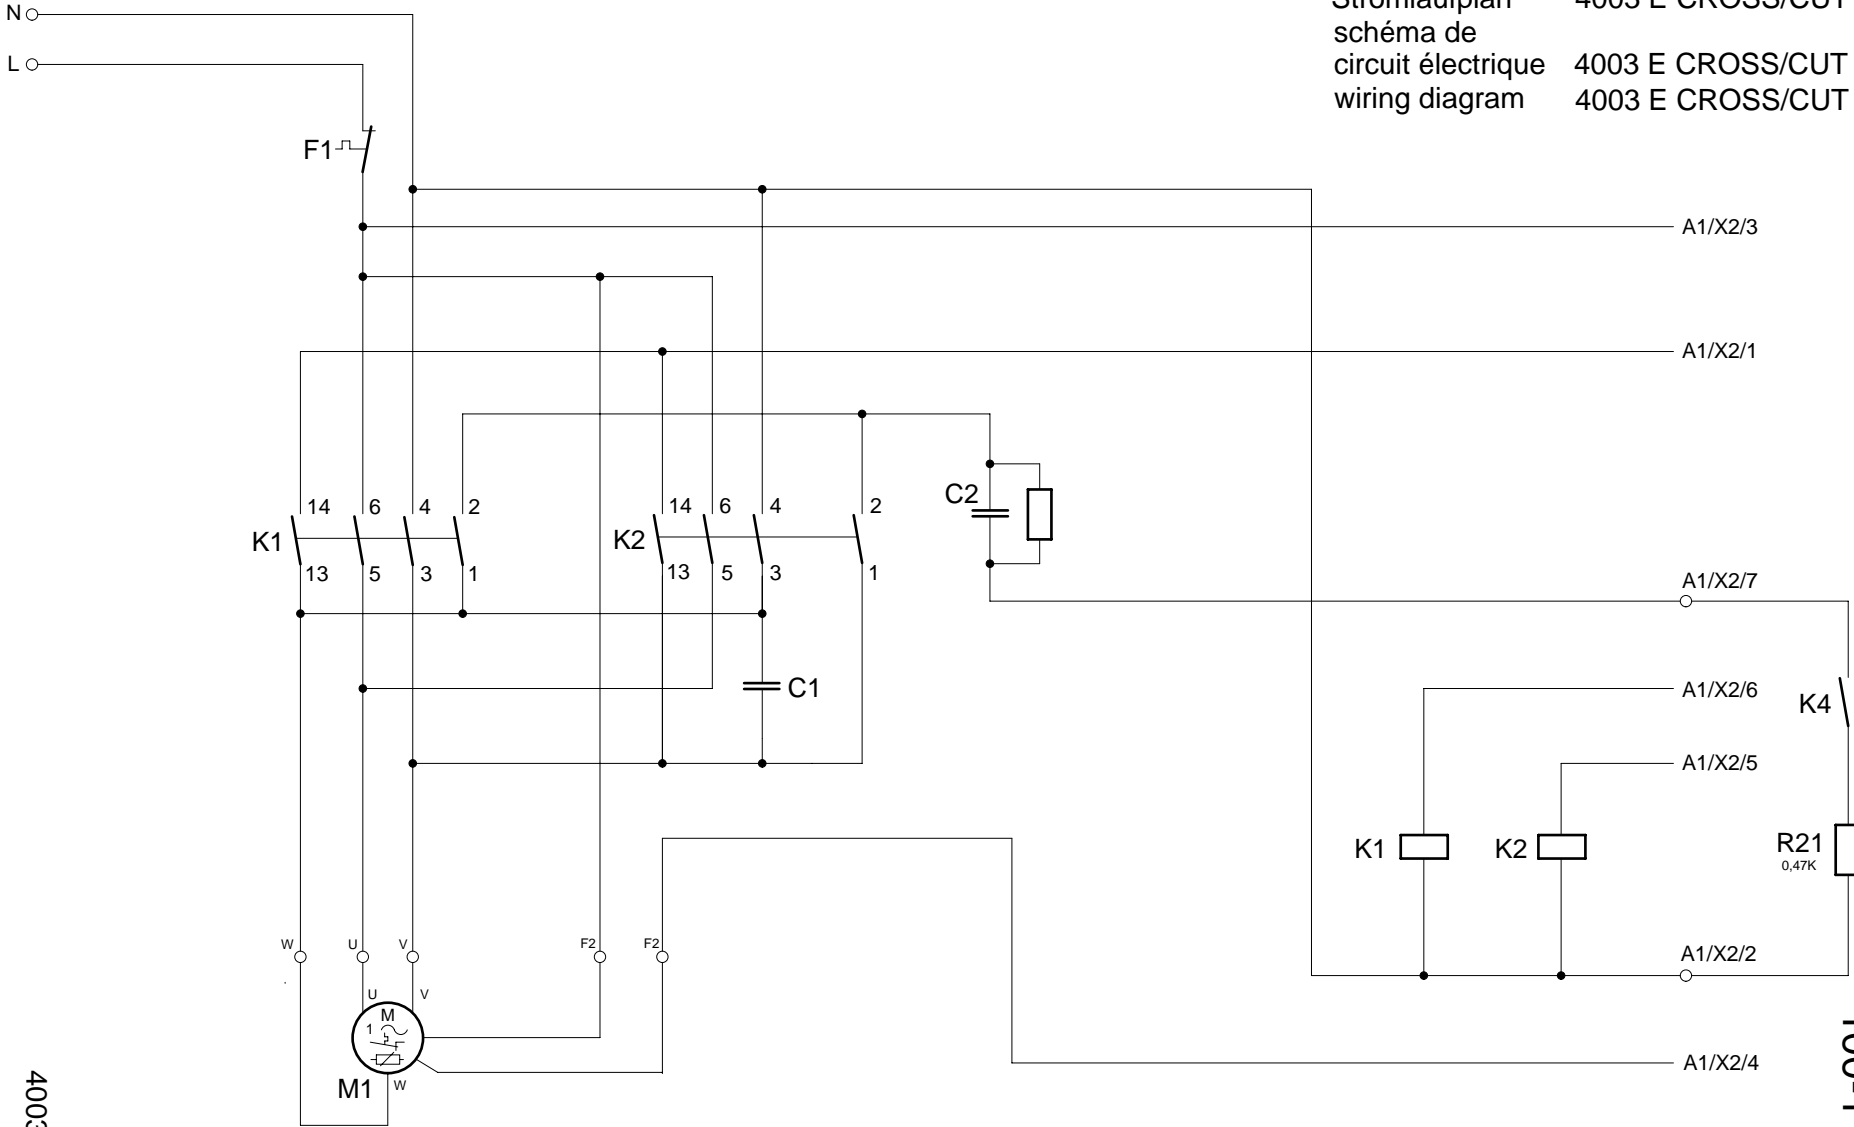 N
Stromlaufplan 4003 E CROSS/CUT
schéma de
L
circuit électrique 4003 E CROSS/CUT
wiring diagram 4003 E CROSS/CUT
F1
A1/X2/3
A1/X2/1
C2
14 6 4 2
14 6 4 2
K1
K2
13 5 3 1
13 5 3 1
A1/X2/7
C1
A1/X2/6
K4
A1/X2/5
K1
K2
R21
0,47K
W U V F2 F2
A1/X2/2
U V
M
1
M1
W
A1/X2/4
4003